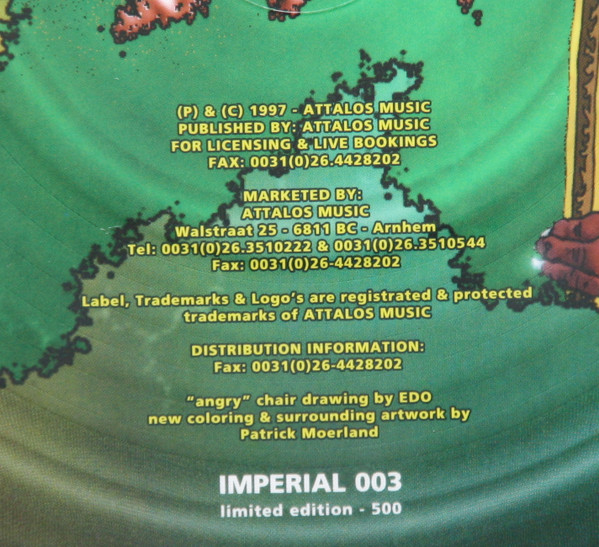 (P) & (C) 1997 - ATTALOS MUSIC
PUBLISHED BY: ATTALOS MUSIC
FOR LICENSING & LIVE BOOKINGS
FAX: 0031(0)26.4428202
MARKETED BY:
ATTALOS MUSIC
Walstraat 25 - 6811 BC - Arnhem
Tel: 0031(0)26.3510222 & 0031(0)26.3510544
Fax: 0031(0)26-4428202
Label, Trademarks & Logo's are registrated & protected
trademarks of ATTALOS MUSIC
DISTRIBUTION INFORMATION:
Fax: 0031(0)26-4428202
“angry” chair drawing by EDO
new coloring & surrounding artwork by
Patrick Moerland
IMPERIAL 003
limited edition - 500